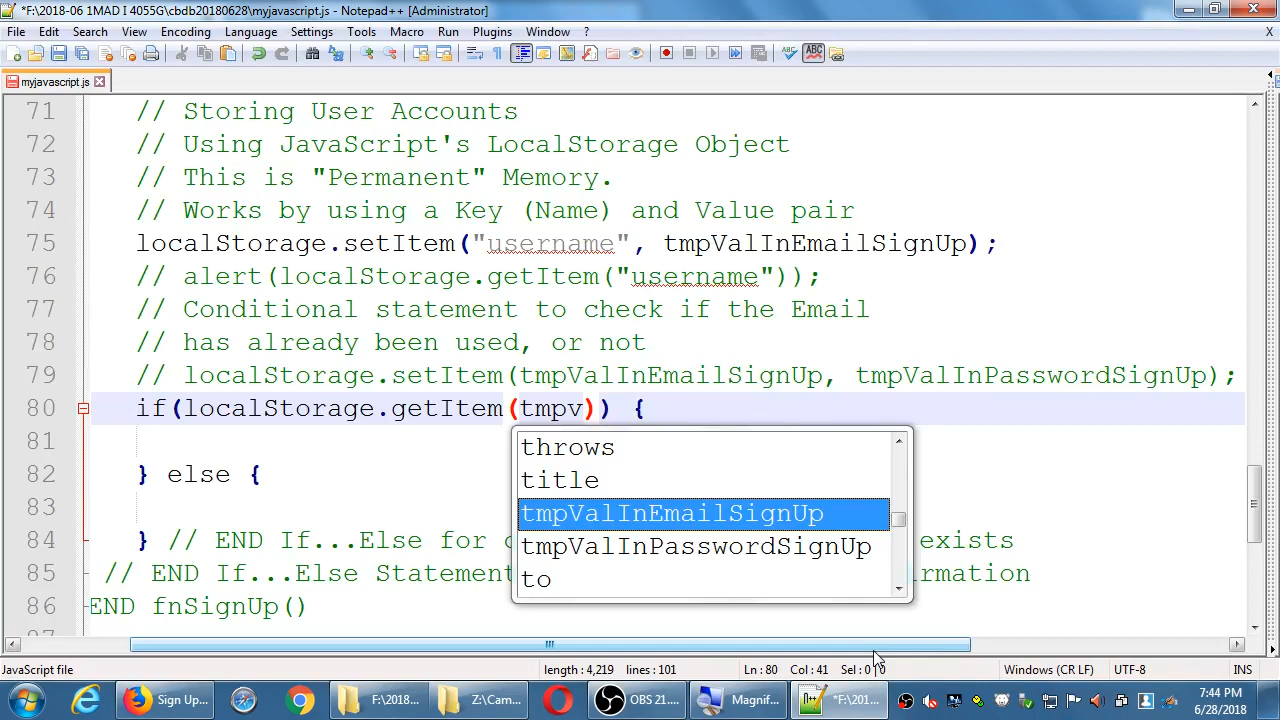 *F:\2018-06 1MAD I 4055G\cbdb20180628\myjavascript.js - Notepad++ [Administrator]
File Edit Search View Encoding Language Settings Tools Macro Run Plugins Window ? X
myjavascript.js
71 // Storing User Accounts
72 // Using JavaScript's LocalStorage Object
73 // This is "Permanent" Memory.
74 // Works by using a Key (Name) and Value pair
75 localStorage.setItem("username", tmpValInEmailSignUp);
76 // alert(localStorage.getItem("username"));
77 // Conditional statement to check if the Email
78 // has already been used, or not
79 // localStorage.setItem(tmpValInEmailSignUp, tmpValInPasswordSignUp);
80 if(localStorage.getItem(tmpv)) {
81
throws
82 } else {
title
83
tmpValInEmailSignUp
tmpValInPasswordSignUp
to
84 } // END If...Else for exists
85 // END If...Else Statement rmation
86 END fnSignUp()
JavaScript file length : 4,219 lines : 101 Ln : 80 Col : 41 Sel : 0 | 0 Windows (CR LF) UTF-8 INS
Sign Up... F:\2018... Z:\Cam... OBS 21.... Magnif... *F:\201... 7:44 PM
6/28/2018